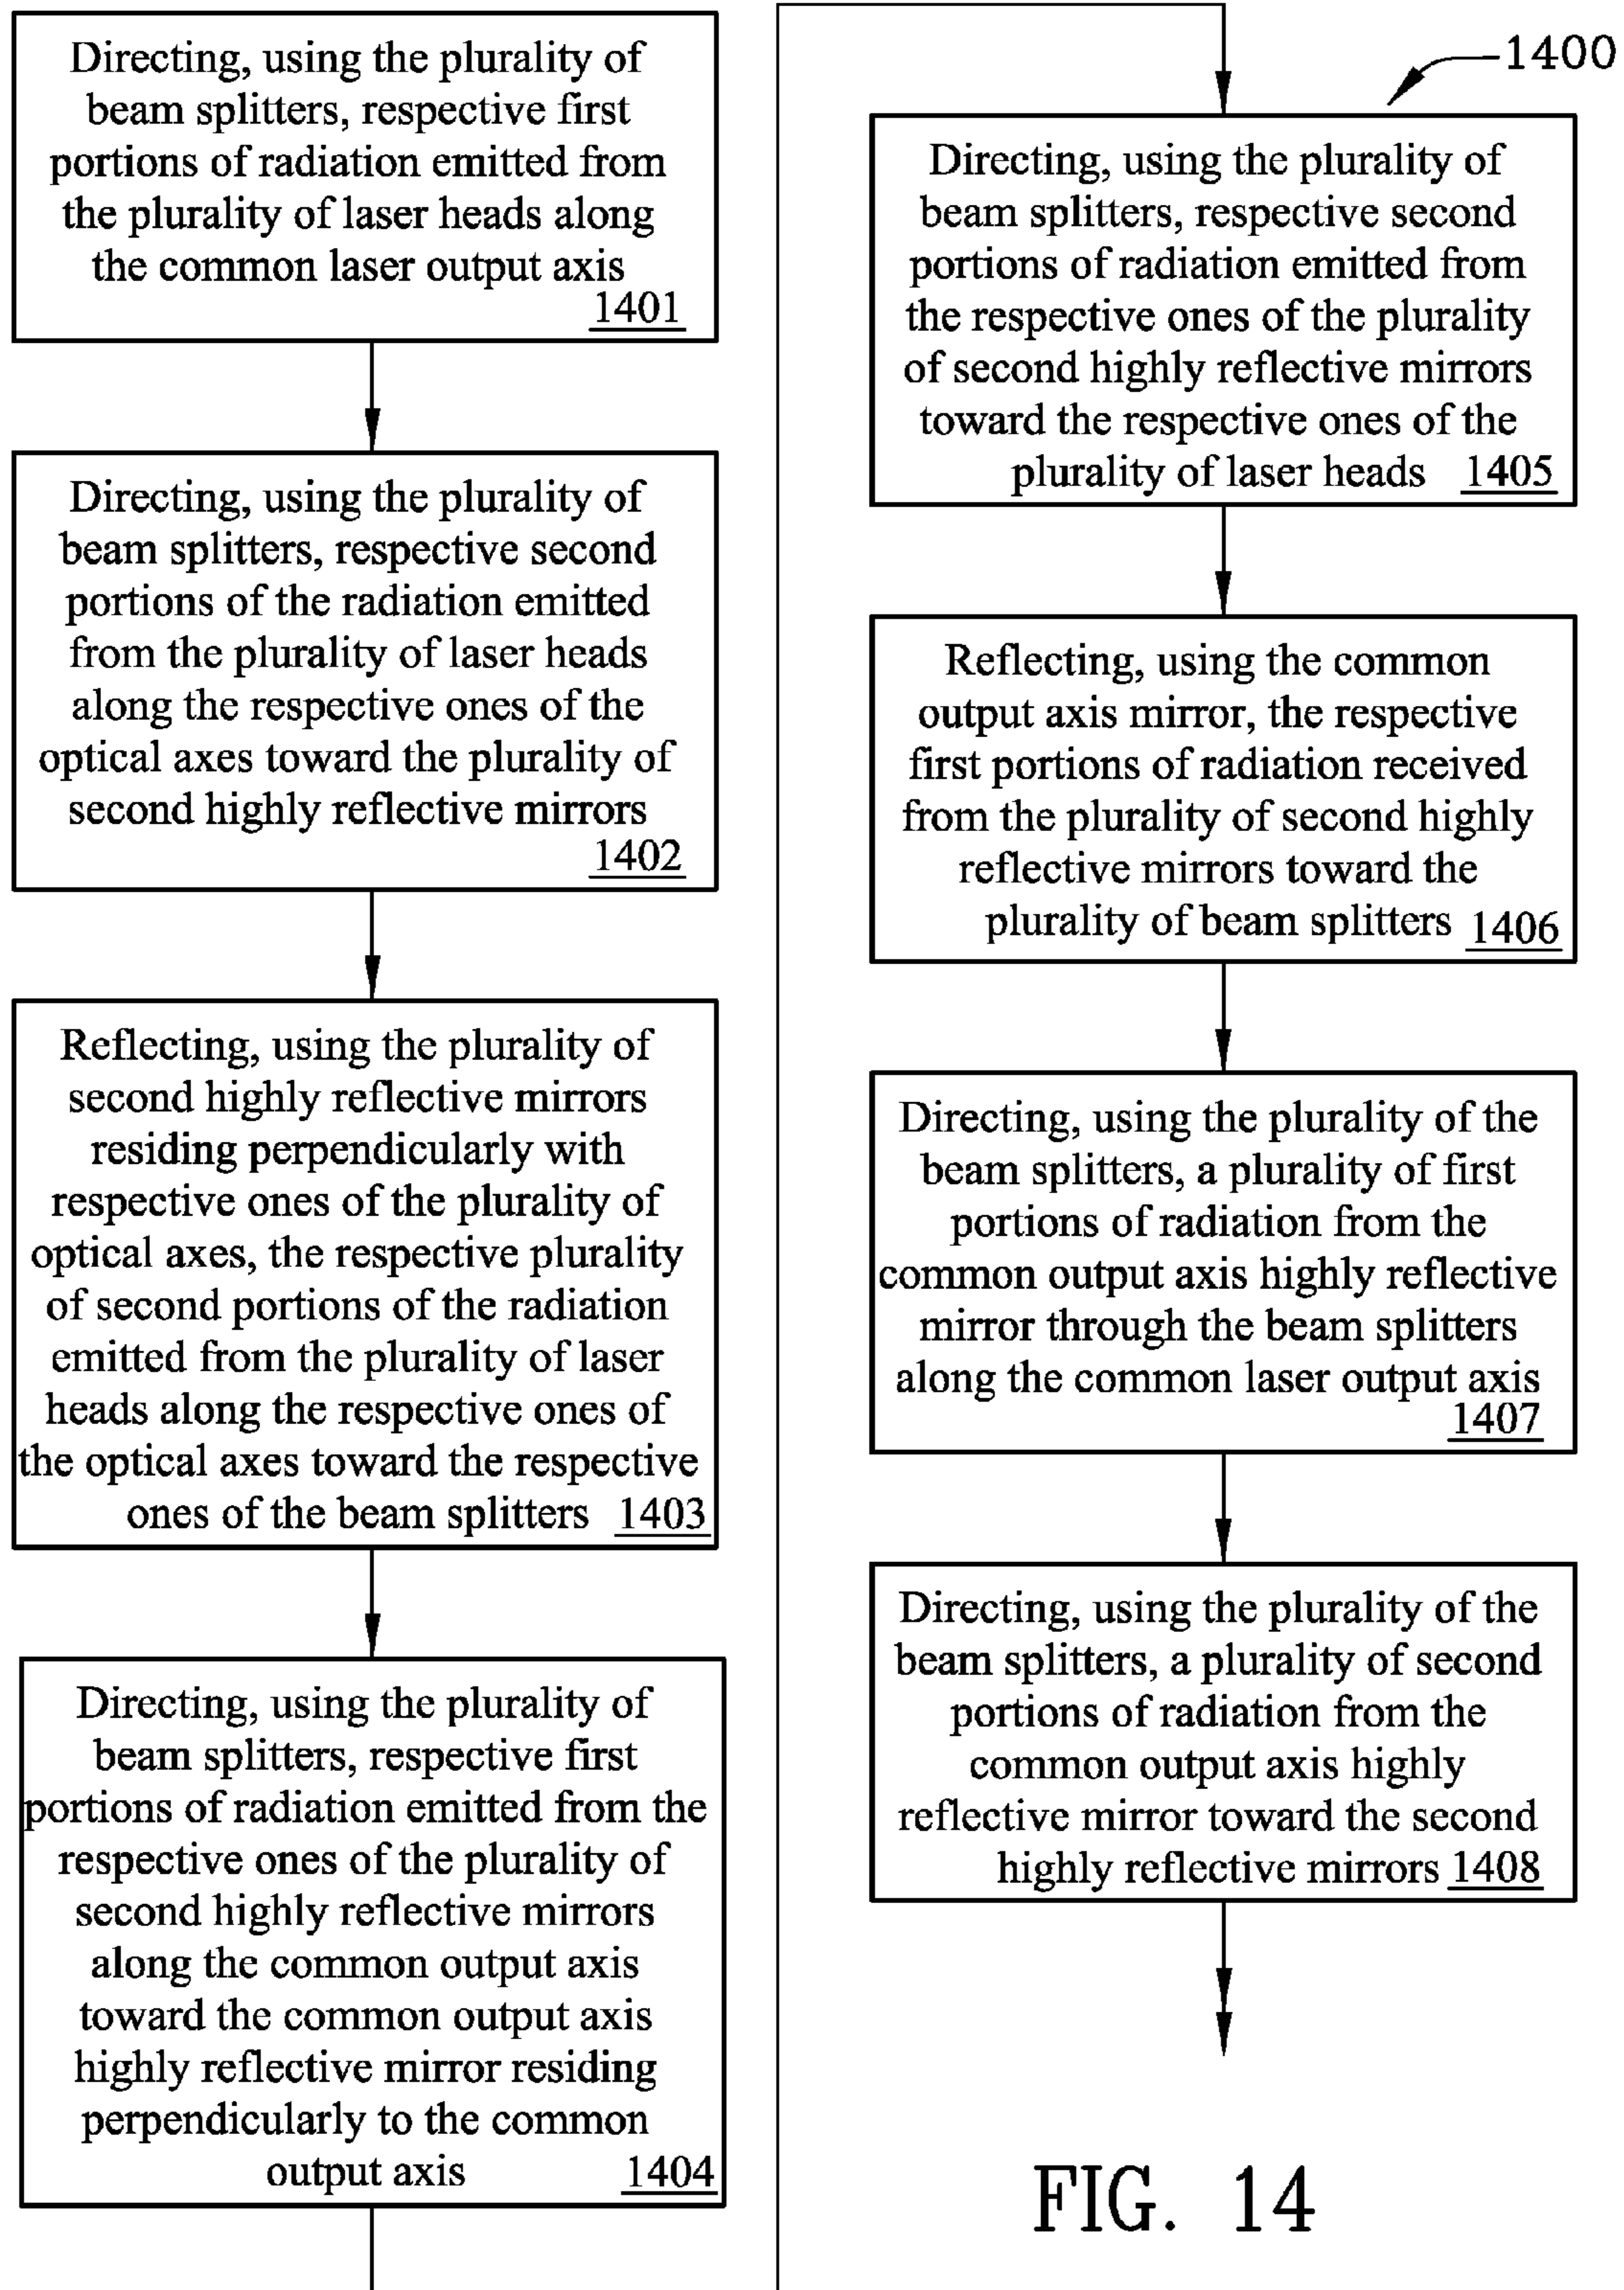 Directing, using the plurality of
beam splitters, respective first
portions of radiation emitted from
the plurality of laser heads along
the common laser output axis
1401
Directing, using the plurality of
beam splitters, respective second
portions of the radiation emitted
from the plurality of laser heads
along the respective ones of the
optical axes toward the plurality of
second highly reflective mirrors
1402
Reflecting, using the plurality of
second highly reflective mirrors
residing perpendicularly with
respective ones of the plurality of
optical axes, the respective plurality
of second portions of the radiation
emitted from the plurality of laser
heads along the respective ones of
the optical axes toward the respective
ones of the beam splitters 1403
Directing, using the plurality of
beam splitters, respective first
portions of radiation emitted from the
respective ones of the plurality of
second highly reflective mirrors
along the common output axis
toward the common output axis
highly reflective mirror residing
perpendicularly to the common
output axis 1404
1400
Directing, using the plurality of
beam splitters, respective second
portions of radiation emitted from
the respective ones of the plurality
of second highly reflective mirrors
toward the respective ones of the
plurality of laser heads 1405
Reflecting, using the common
output axis mirror, the respective
first portions of radiation received
from the plurality of second highly
reflective mirrors toward the
plurality of beam splitters 1406
Directing, using the plurality of the
beam splitters, a plurality of first
portions of radiation from the
common output axis highly reflective
mirror through the beam splitters
along the common laser output axis
1407
Directing, using the plurality of the
beam splitters, a plurality of second
portions of radiation from the
common output axis highly
reflective mirror toward the second
highly reflective mirrors 1408
FIG. 14